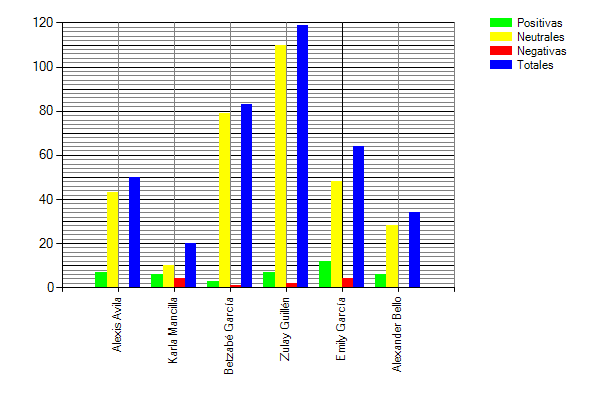 120
100
80
60
40
20
0
Alexis Avila
Karla Mancilla
Betzabé García
Zulay Guillén
Emily García
Alexander Bello
Positivas
Neutrales
Negativas
Totales